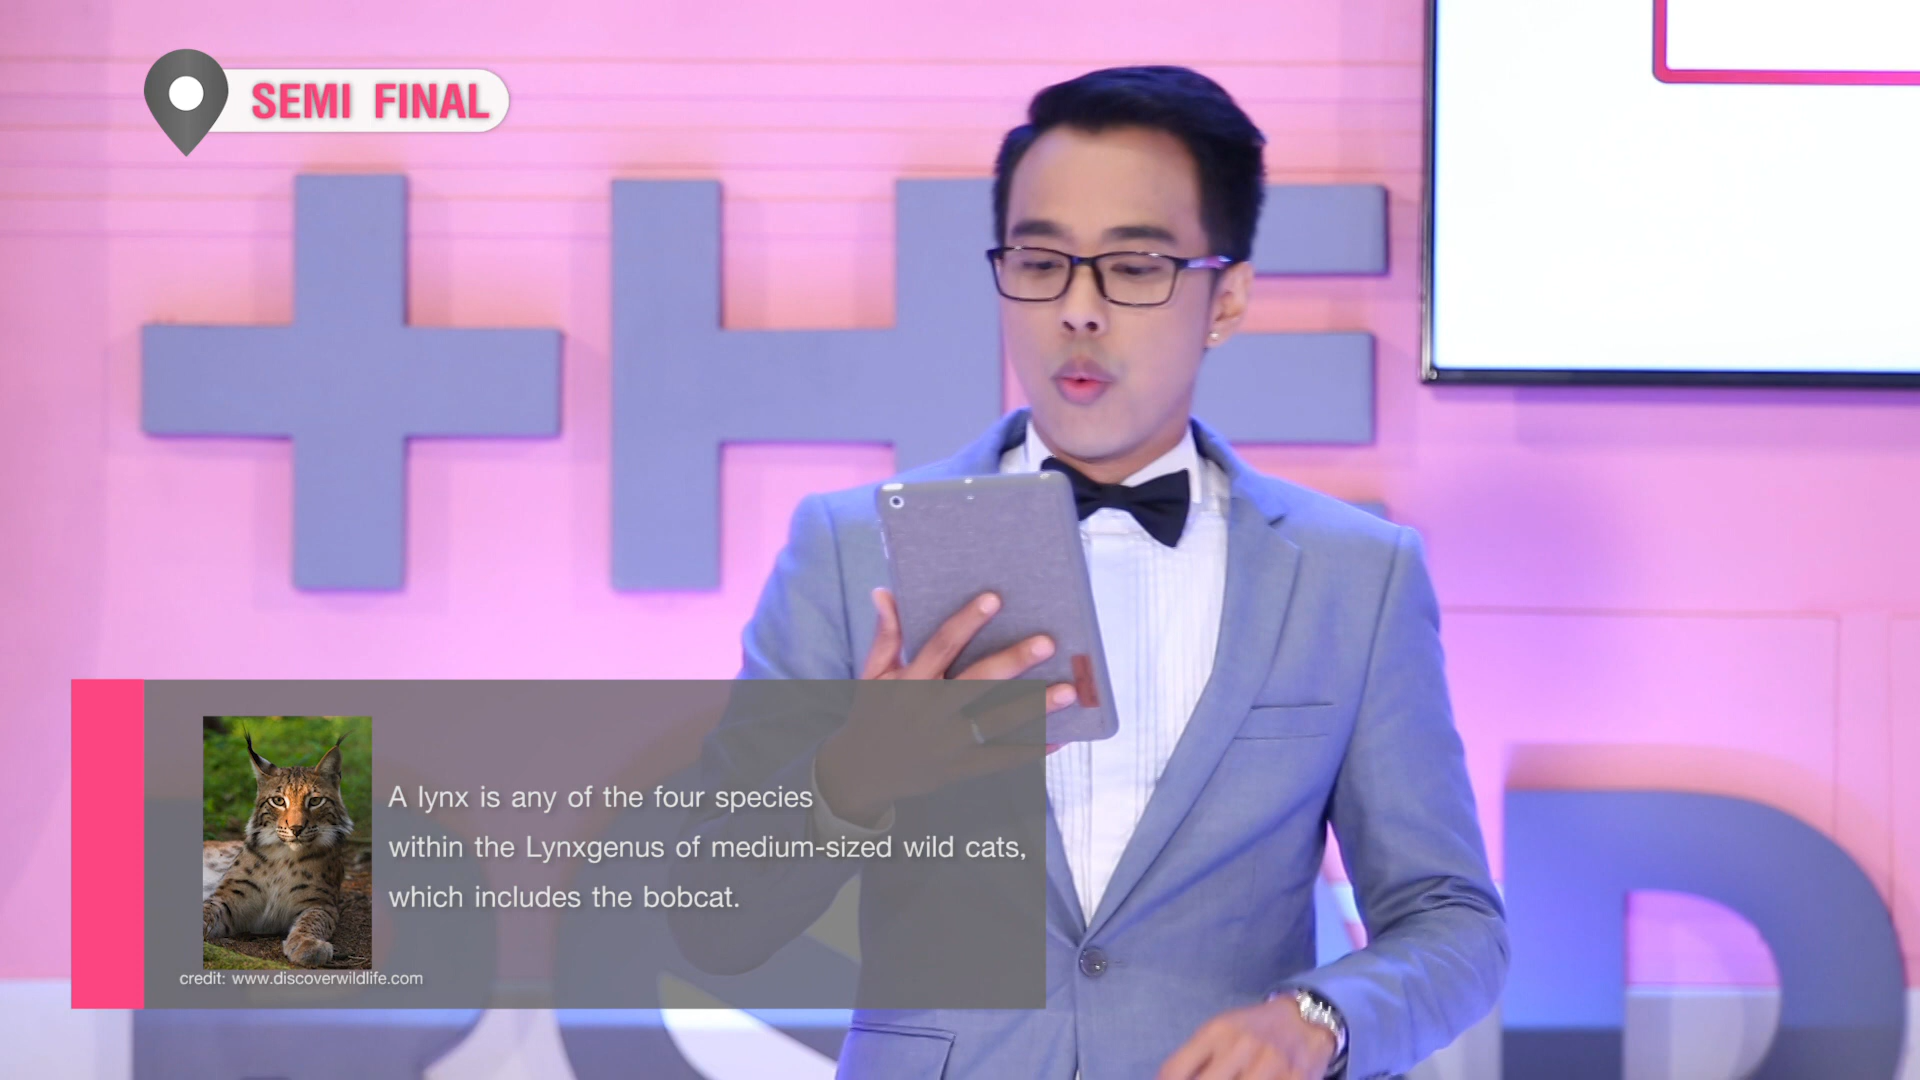 SEMI FINAL
+HE
A lynx is any of the four species
within the Lynxgenus of medium-sized wild cats,
which includes the bobcat.
credit: www.discoverwildlife.com